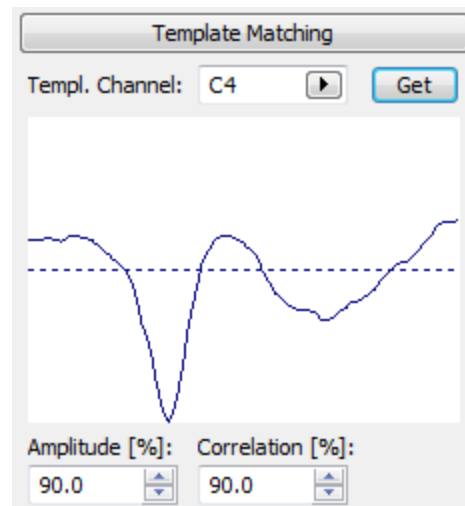 Template Matching
Templ. Channel: C4 Get
Amplitude [%]: Correlation [%]:
90.0 90.0